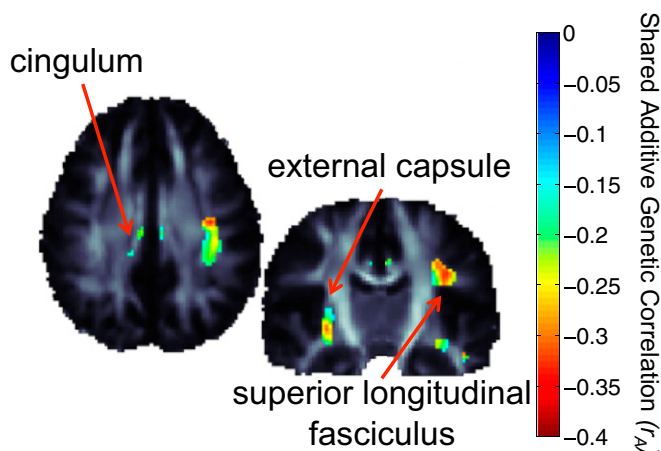 cingulum
external capsule
superior longitudinal
fasciculus
0
−0.05
−0.1
−0.15
−0.2
−0.25
−0.3
−0.35
−0.4
Shared Additive Genetic Correlation